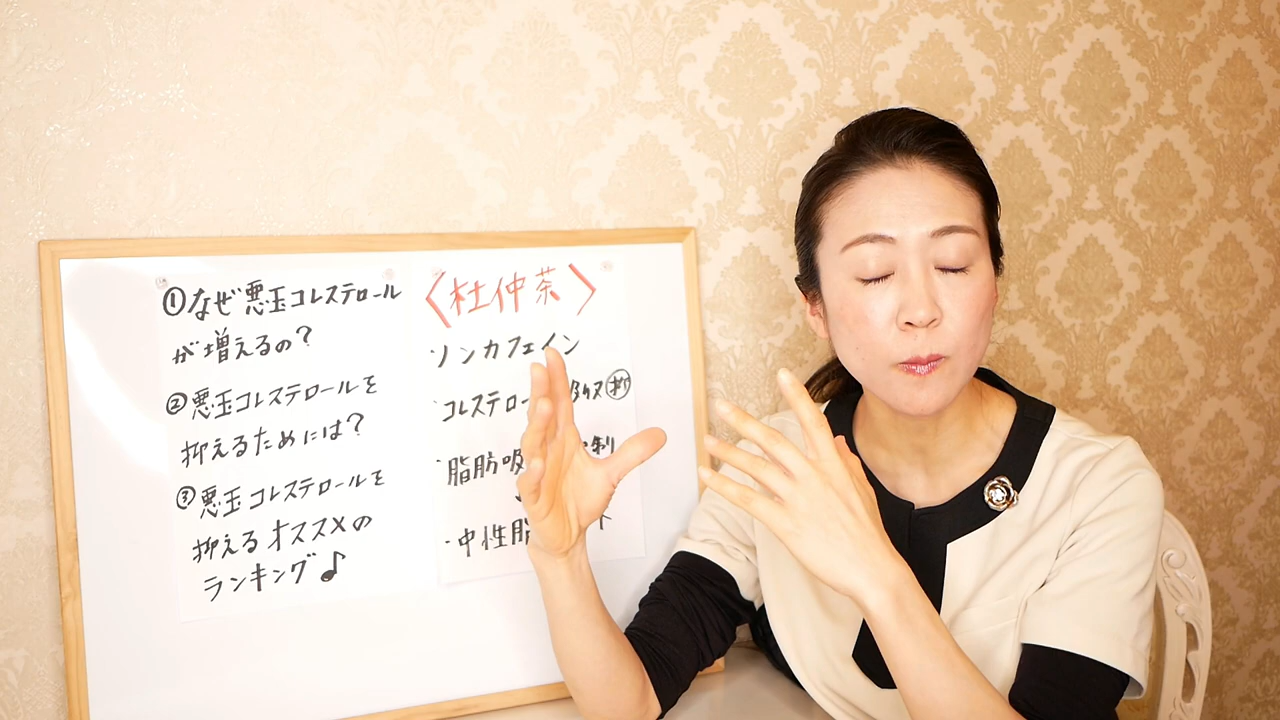 ①なぜ悪玉コレステロール
が増えるの?
②悪玉コレステロールを
抑えるためには?
③悪玉コレステロールを
抑えるオススメの
ランキング♪
〈杜仲茶〉
・ノンカフェイン
・コレステロー
・脂肪吸 制
・中性脂